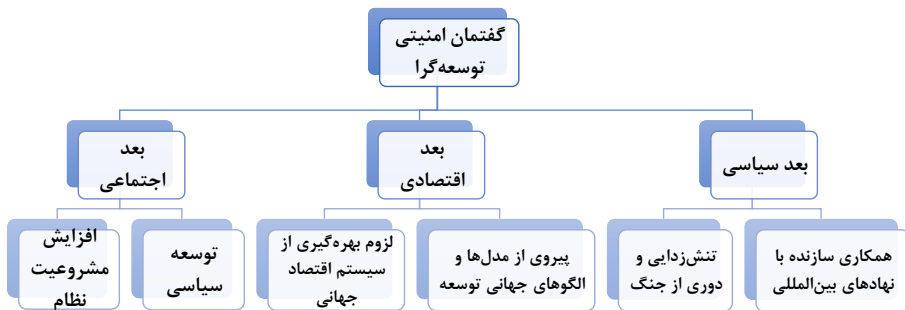 گفتمان امنیتی
توسعه‌گرا
بعد سیاسی
بعد
اقتصادی
بعد
اجتماعی
همکاری سازنده با
نهادهای بین‌المللی
تنش‌زدایی و
دوری از جنگ
پیروی از مدل‌ها و
الگوهای جهانی توسعه
لزوم بهره‌گیری از
سیستم اقتصاد
جهانی
توسعه
سیاسی
افزایش
مشروعیت
نظام